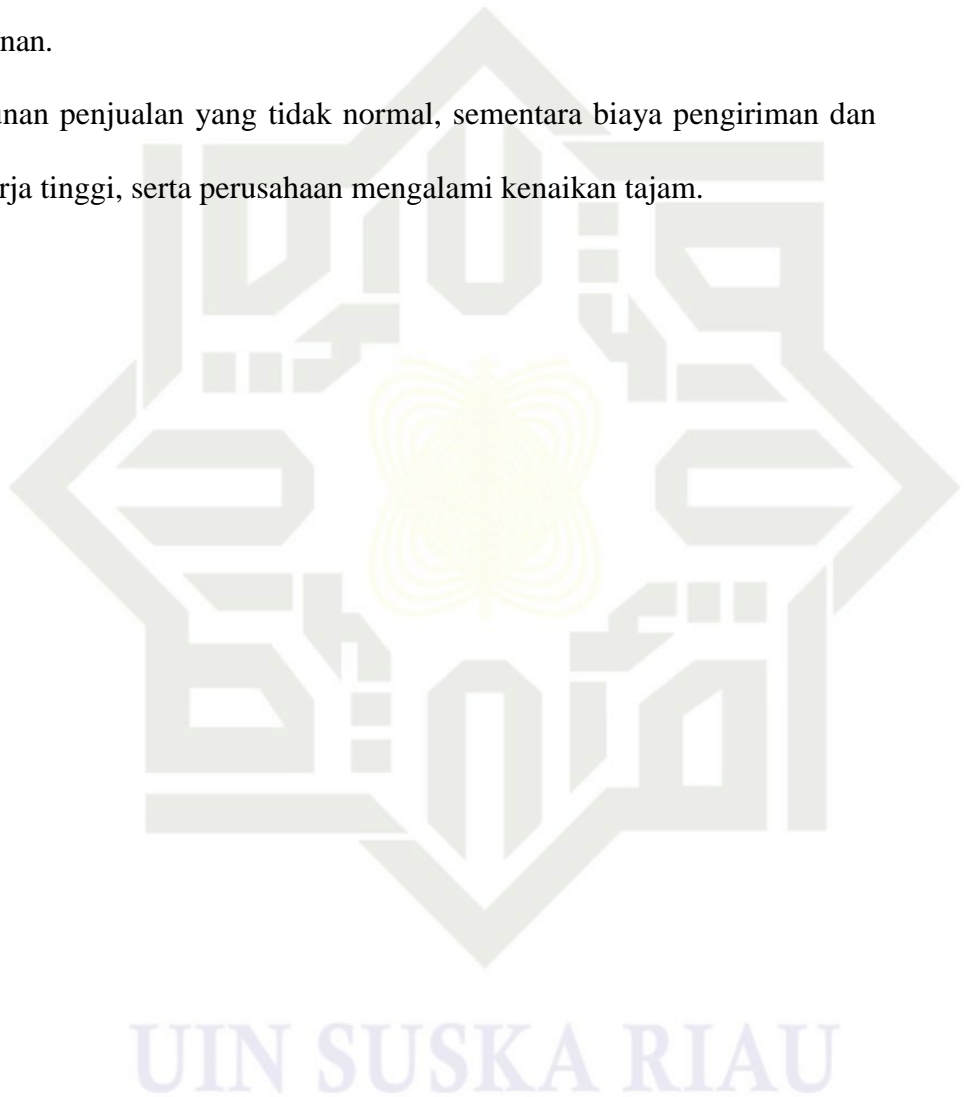 nan.
nan penjualan yang tidak normal, sementara biaya pengiriman dan
rja tinggi, serta perusahaan mengalami kenaikan tajam.
UIN SUSKA RIAU